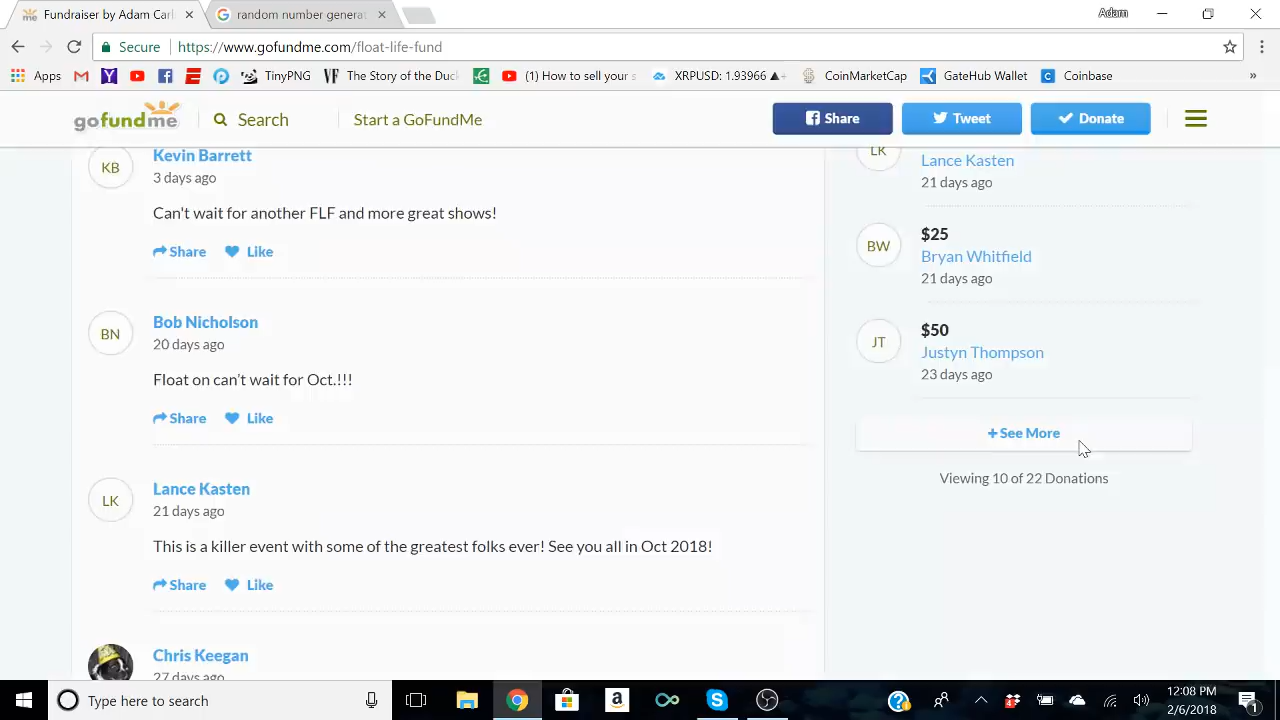 Fundraiser by Adam Carl
random number generat
Adam
Secure
https://www.gofundme.com/float-life-fund
Apps
TinyPNG
The Story of the Duc
(1) How to sell your
XRPUSD: 1.93966 ▲+
CoinMarketCap
GateHub Wallet
Coinbase
»
gofundme
Search
Start a GoFundMe
Share
Tweet
Donate
KB
Kevin Barrett
3 days ago
Can't wait for another FLF and more great shows!
Share
Like
BN
Bob Nicholson
20 days ago
Float on can't wait for Oct.!!!
Share
Like
LK
Lance Kasten
21 days ago
This is a killer event with some of the greatest folks ever! See you all in Oct 2018!
Share
Like
Chris Keegan
27 days ago
LK
Lance Kasten
21 days ago
BW
$25
Bryan Whitfield
21 days ago
JT
$50
Justyn Thompson
23 days ago
+ See More
Viewing 10 of 22 Donations
Type here to search
12:08 PM
2/6/2018